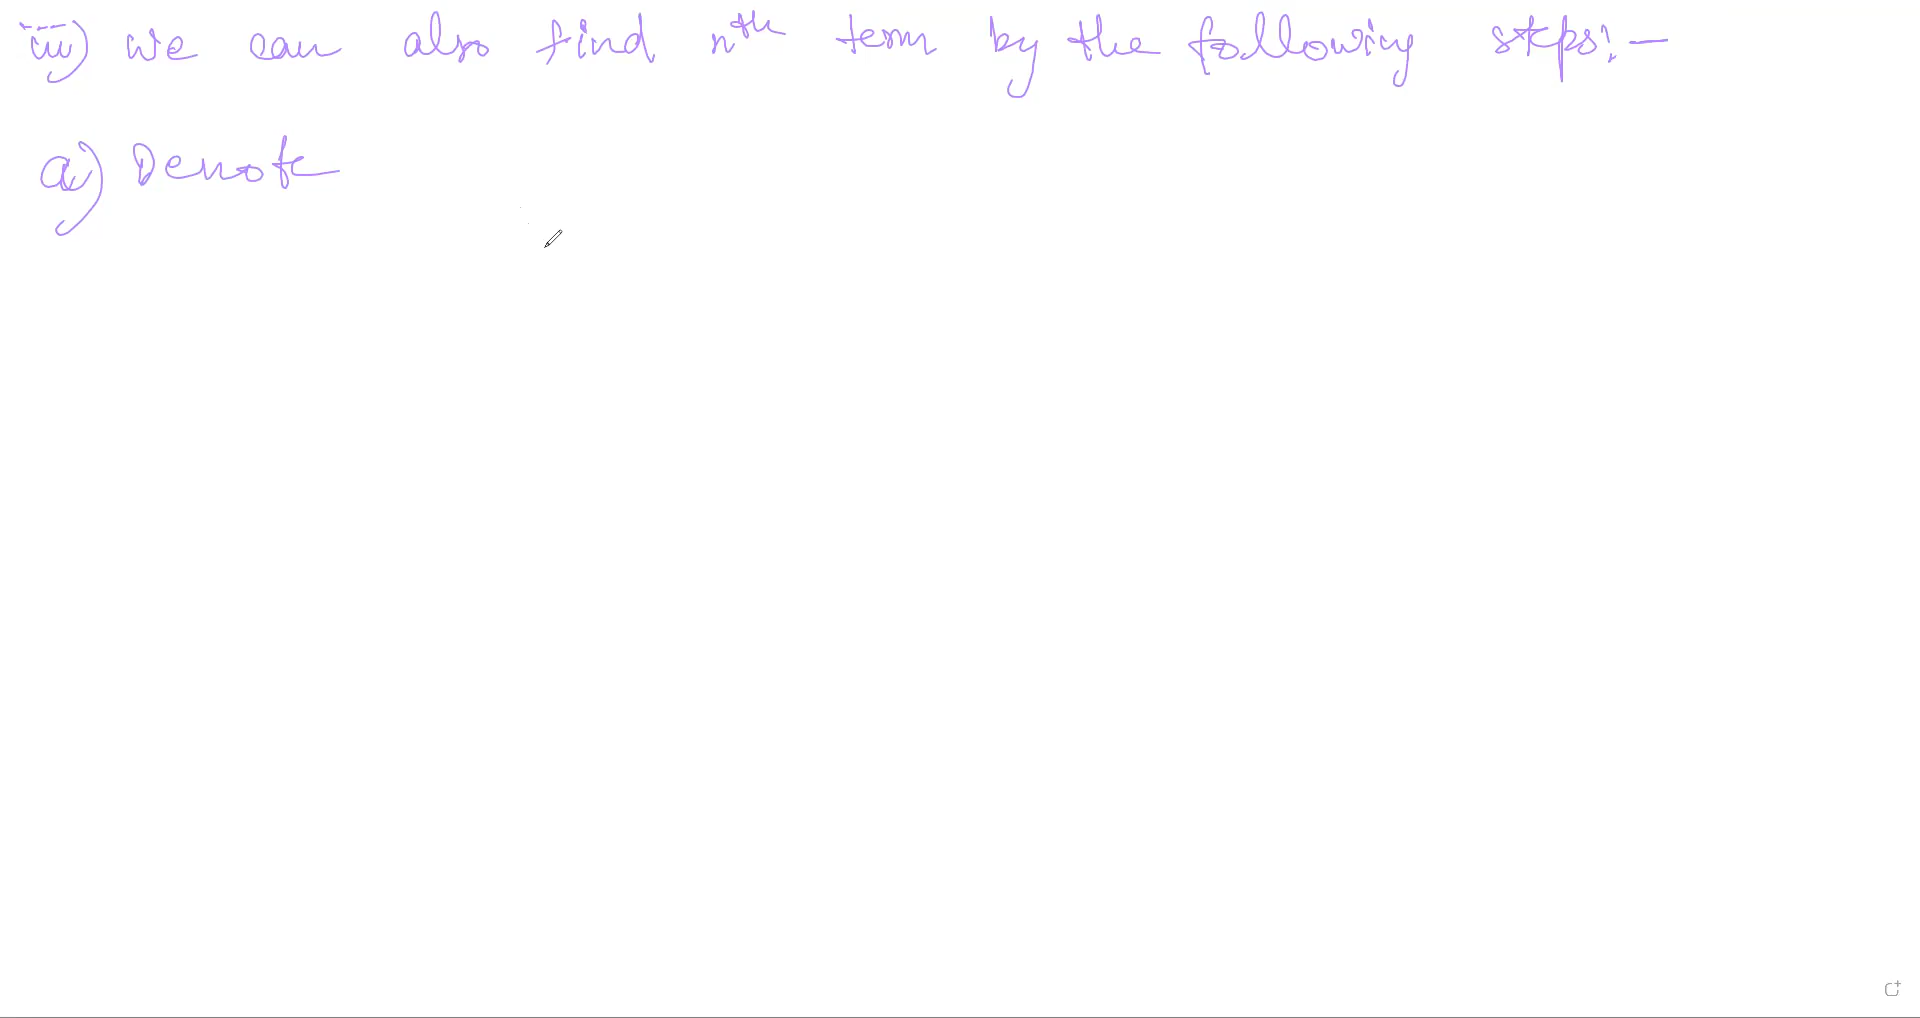 iii) We can also find nth term by the following steps:-
a) Denote